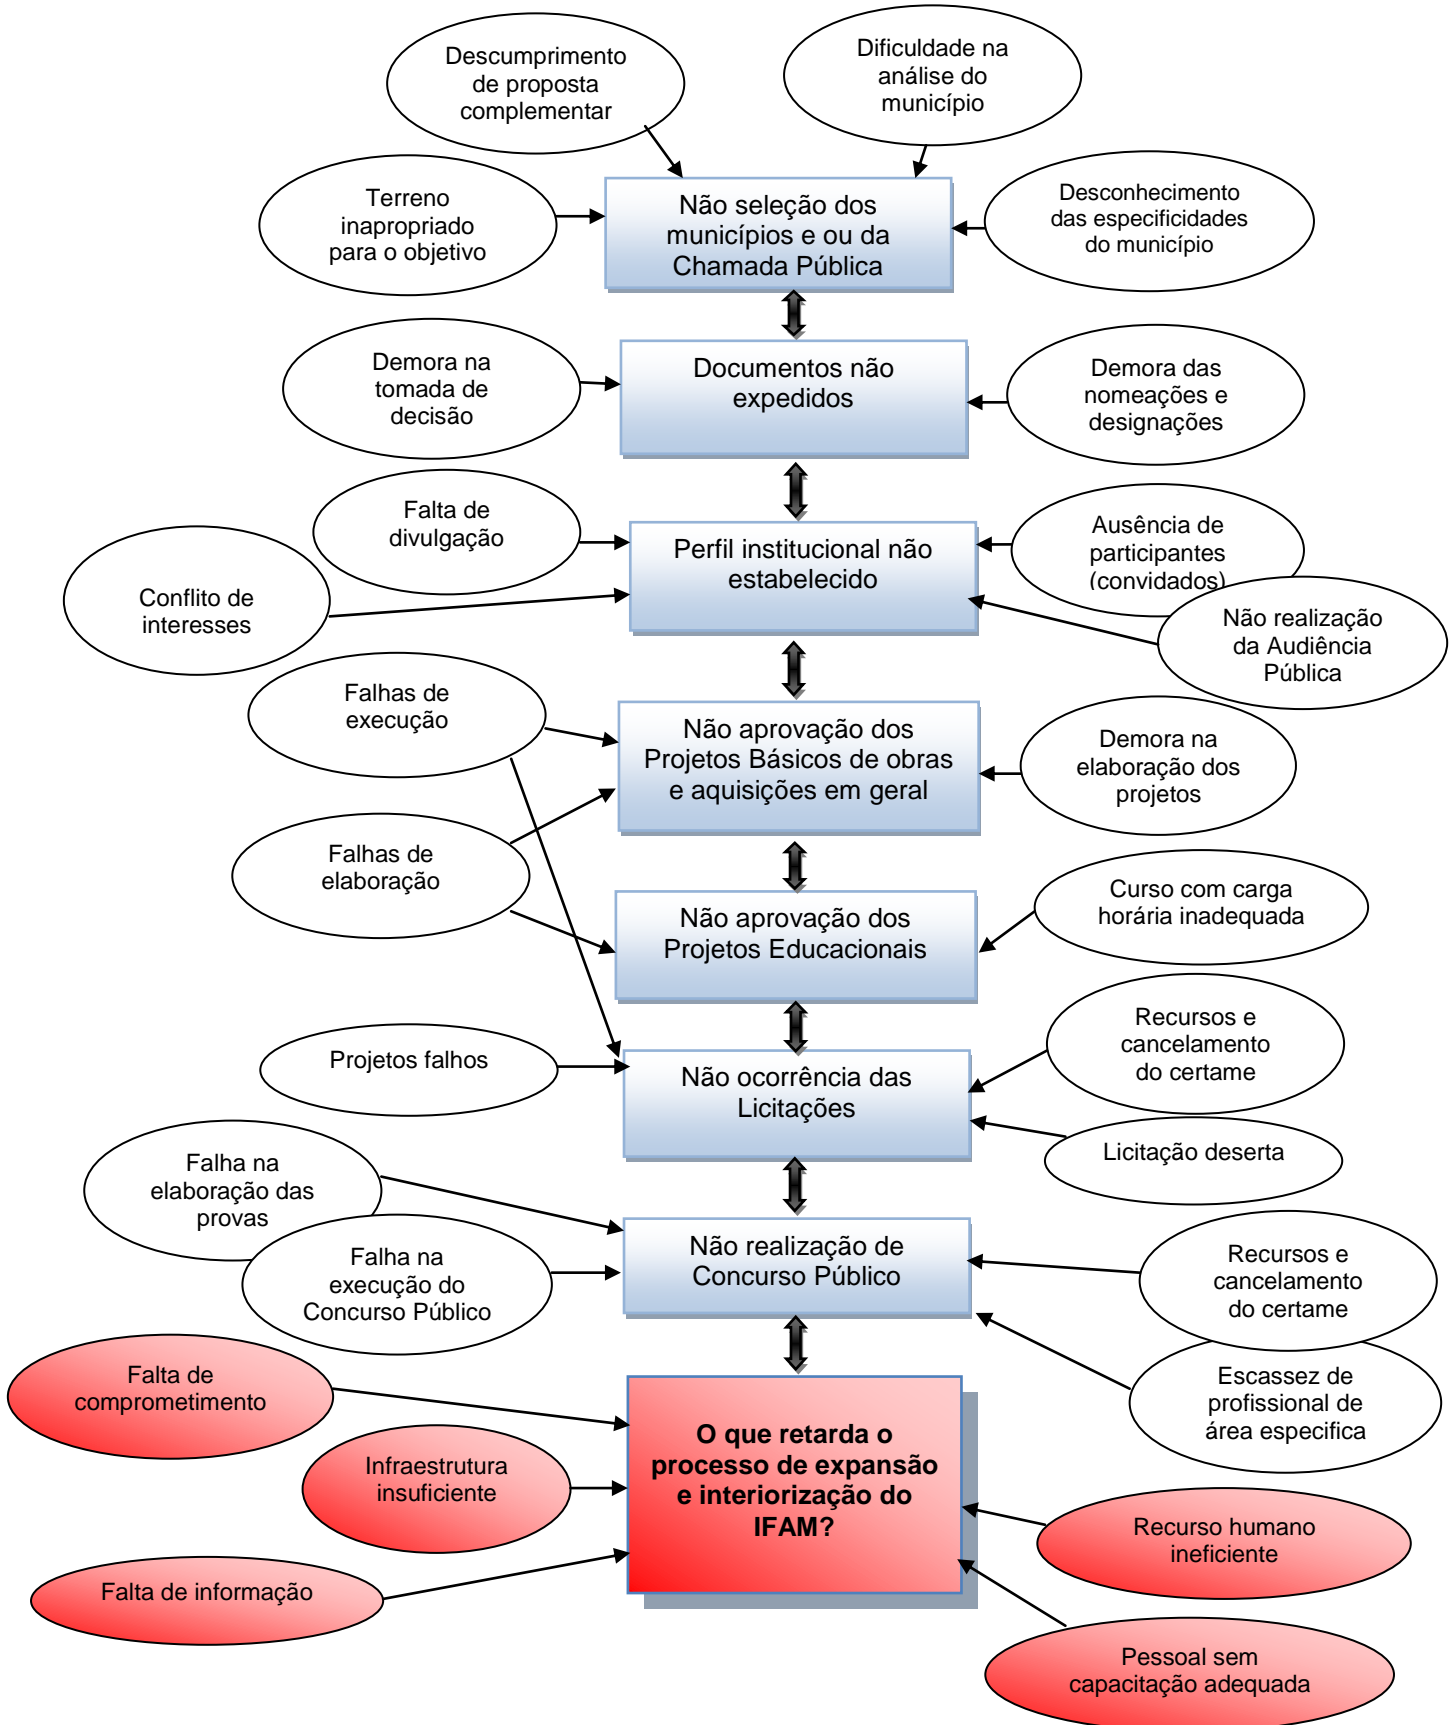 Descumprimento
de proposta
complementar
Dificuldade na
análise do
município
Terreno
inapropriado
para o objetivo
Não seleção dos
municípios e ou da
Chamada Pública
Desconhecimento
das especificidades
do município
Demora na
tomada de
decisão
Documentos não
expedidos
Demora das
nomeações e
designações
Falta de
divulgação
Perfil institucional não
estabelecido
Ausência de
participantes
(convidados)
Conflito de
interesses
Não realização
da Audiência
Pública
Falhas de
execução
Não aprovação dos
Projetos Básicos de obras
e aquisições em geral
Demora na
elaboração dos
projetos
Falhas de
elaboração
Não aprovação dos
Projetos Educacionais
Curso com carga
horária inadequada
Projetos falhos
Não ocorrência das
Licitações
Recursos e
cancelamento
do certame
Licitação deserta
Falha na
elaboração das
provas
Falha na
execução do
Concurso Público
Não realização de
Concurso Público
Recursos e
cancelamento
do certame
Escassez de
profissional de
área especifica
Falta de
comprometimento
Infraestrutura
insuficiente
Falta de informação
O que retarda o
processo de expansão
e interiorização do
IFAM?
Recurso humano
ineficiente
Pessoal sem
capacitação adequada